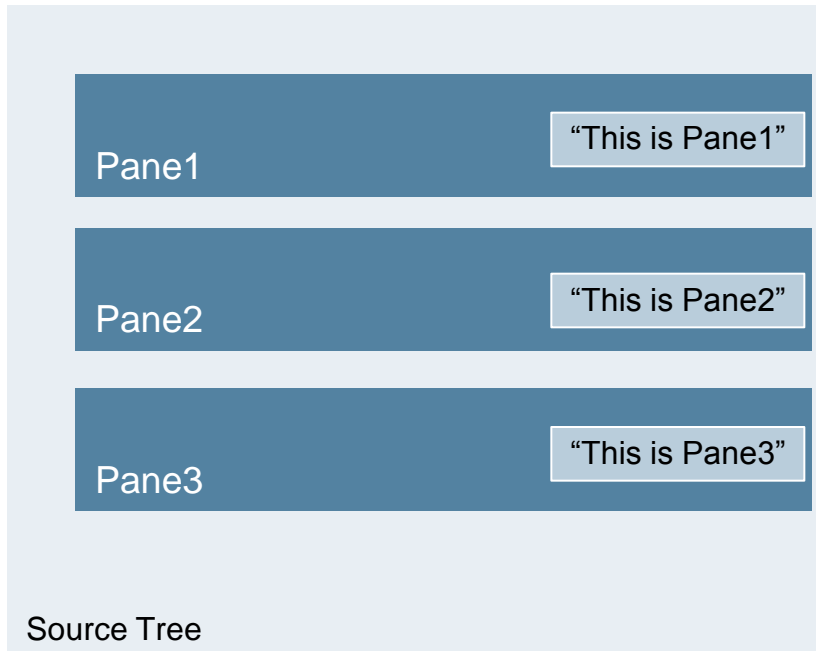 “This is Pane1”
Pane1
“This is Pane2”
Pane2
“This is Pane3”
Pane3
Source Tree